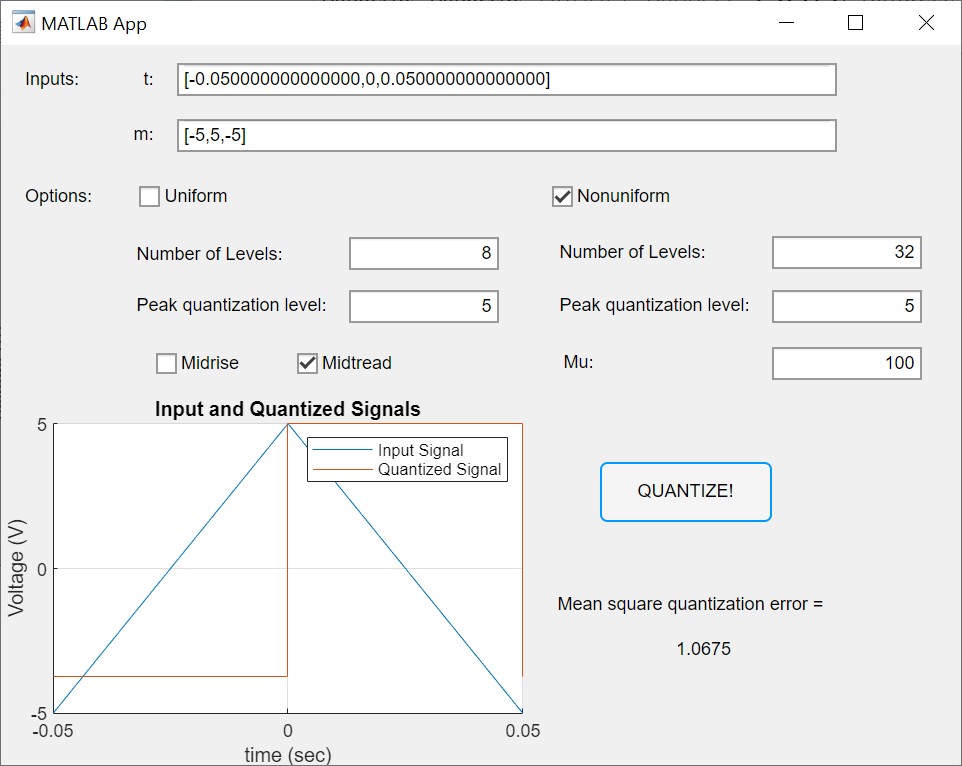 MATLAB App
Inputs: t: [-0.050000000000000,0,0.050000000000000]
m: [-5,5,-5]
Options: Uniform Nonuniform
Number of Levels: 8 Number of Levels: 32
Peak quantization level: 5 Peak quantization level: 5
Midrise Midtread Mu: 100
Input and Quantized Signals
5
Input Signal
Quantized Signal
QUANTIZE!
Voltage (V)
0
Mean square quantization error =
1.0675
-5
-0.05 0 0.05
time (sec)